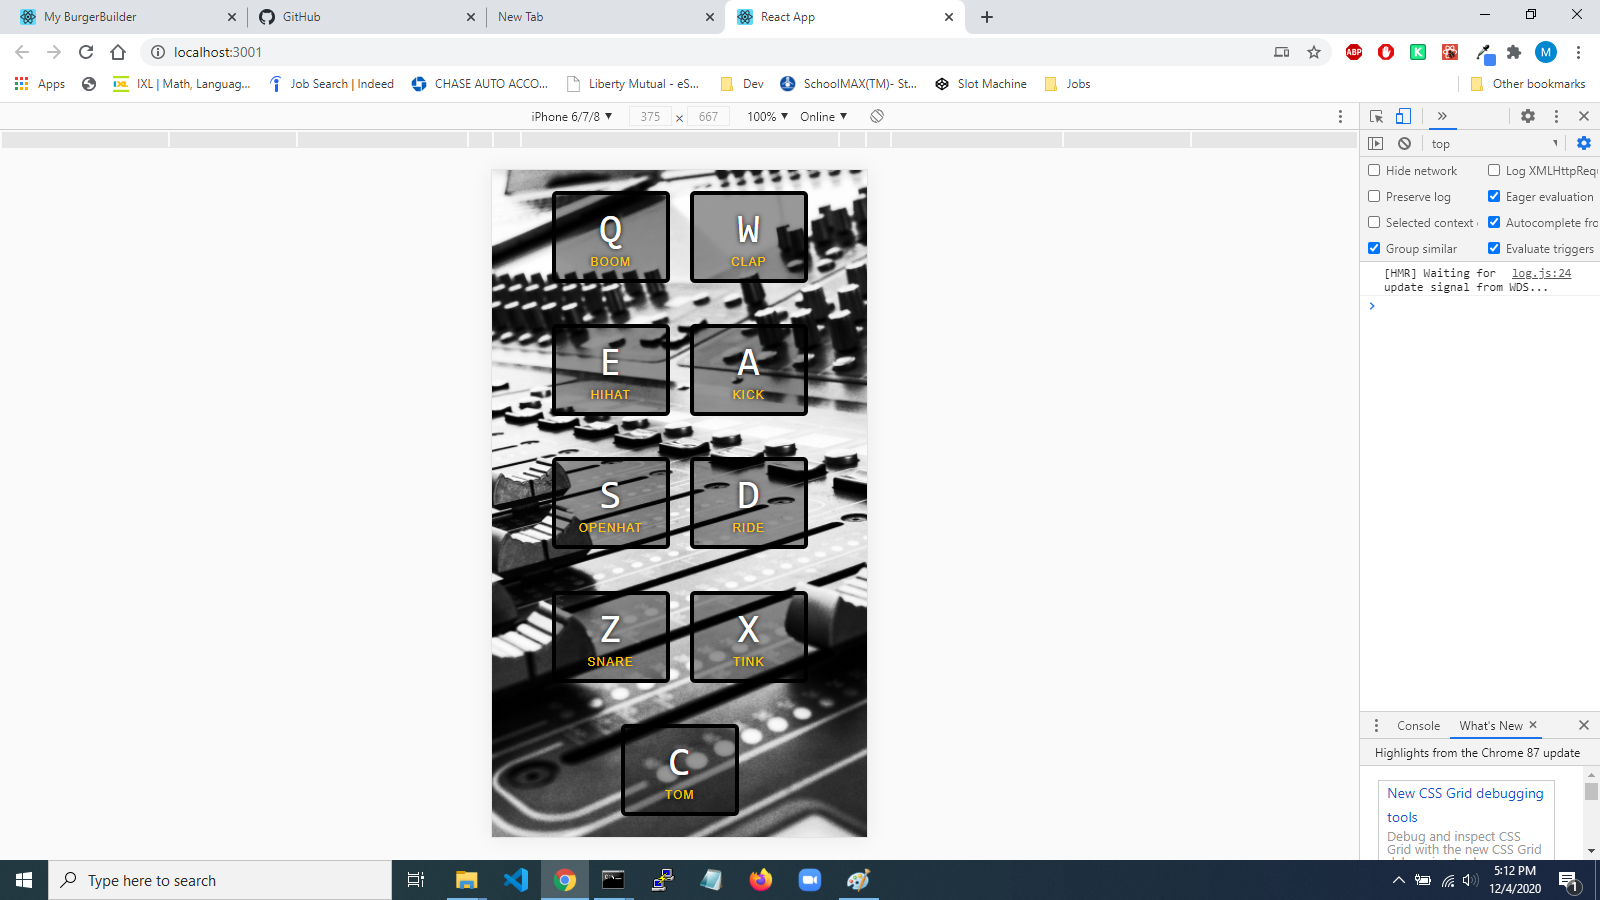 My BurgerBuilder
GitHub
New Tab
React App
localhost:3001
ABP
K
M
Apps
IXL | Math, Languag...
Job Search | Indeed
CHASE AUTO ACCO...
Liberty Mutual - eS...
Dev
SchoolMAX(TM)- St...
Slot Machine
Jobs
Other bookmarks
iPhone 6/7/8 ▼ 375 × 667 100% ▼ Online ▼
top
Hide network
Log XMLHttpRequ
Preserve log
Eager evaluation
Selected context
Autocomplete fro
Group similar
Evaluate triggers
[HMR] Waiting for log.js:24
update signal from WDS...
Q
BOOM
W
CLAP
E
HIHAT
A
KICK
S
OPENHAT
D
RIDE
Z
SNARE
X
TINK
C
TOM
Console
What's New
Highlights from the Chrome 87 update
New CSS Grid debugging
tools
Debug and inspect CSS
Grid with the new CSS Grid
Type here to search
5:12 PM
12/4/2020
1